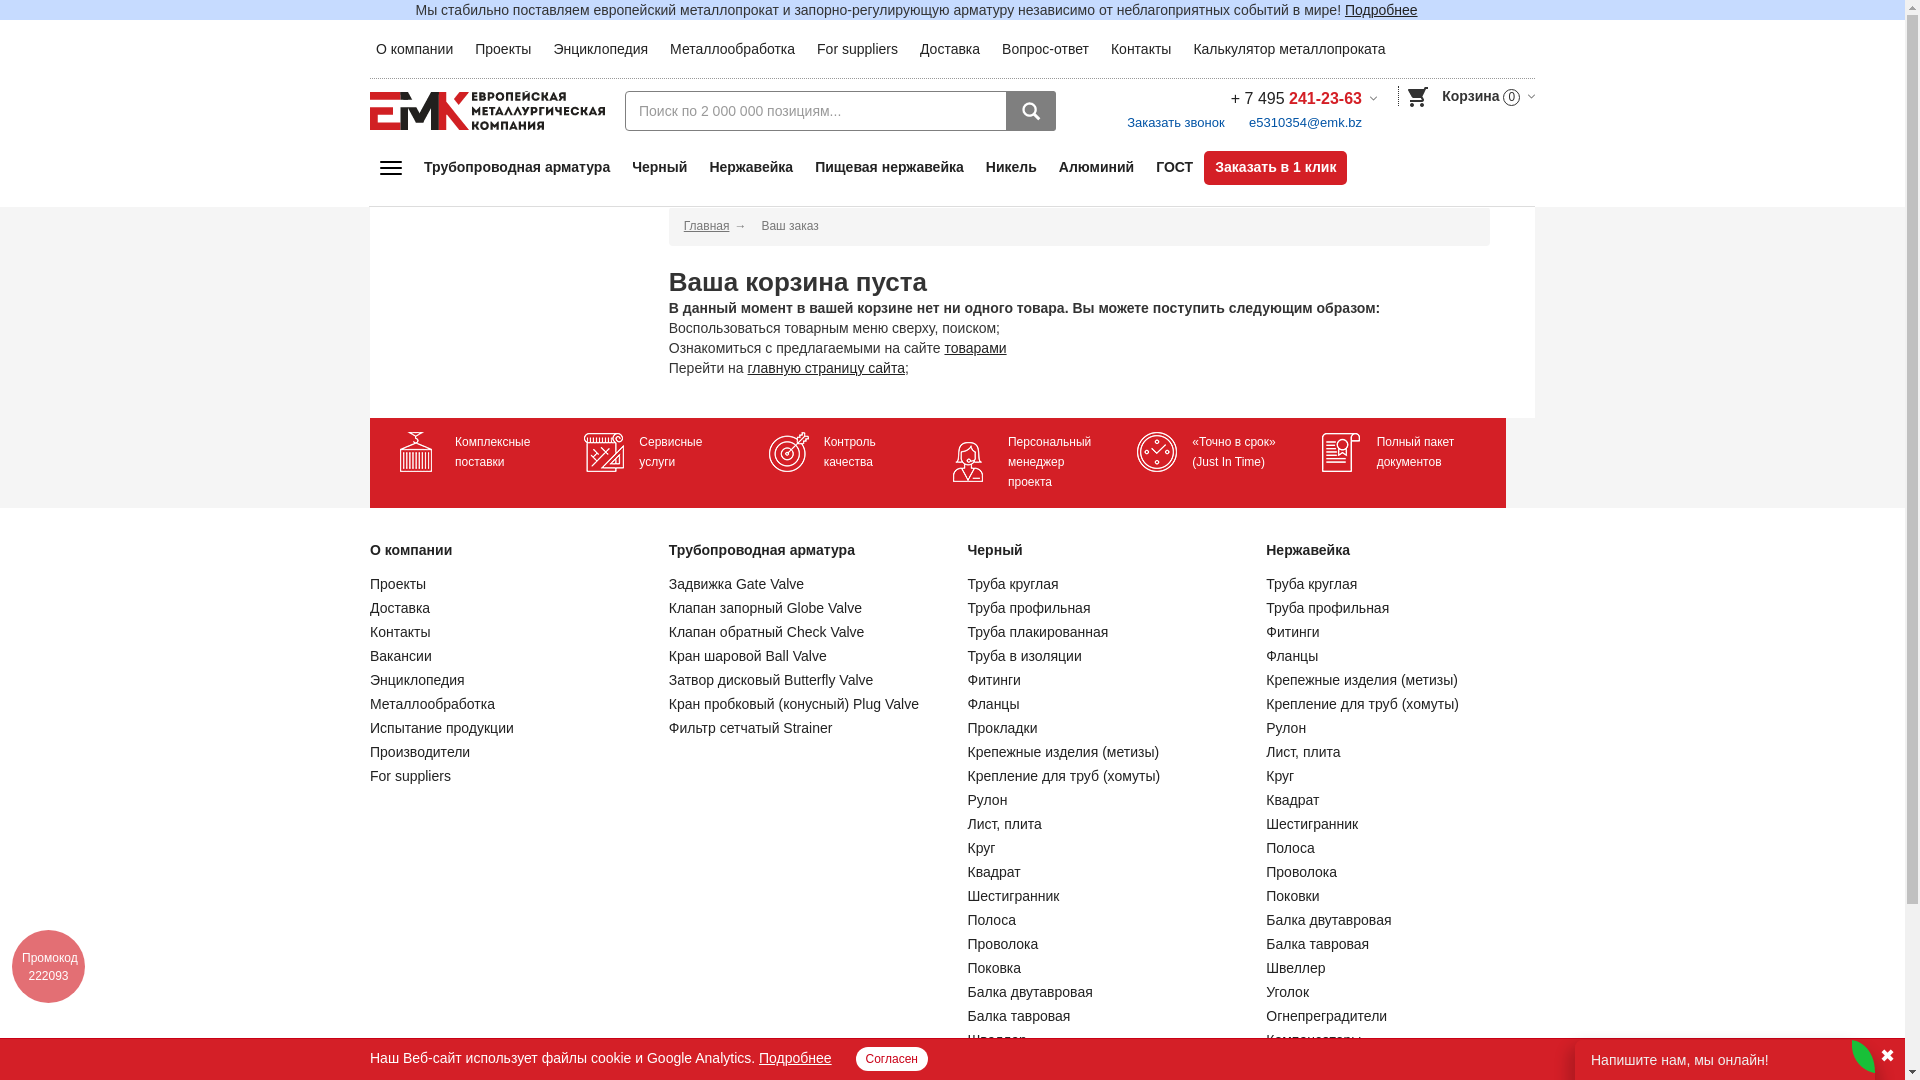 Мы стабильно поставляем европейский металлопрокат и запорно-регулирующую арматуру независимо от неблагоприятных событий в мире! Подробнее
О компании Проекты Энциклопедия Металлообработка For suppliers Доставка Вопрос-ответ Контакты Калькулятор металлопроката
ЕМК ЕВРОПЕЙСКАЯ
МЕТАЛЛУРГИЧЕСКАЯ
КОМПАНИЯ
Поиск по 2 000 000 позициям...
+ 7 495 241-23-63
Заказать звонок e5310354@emk.bz
Корзина 0
Трубопроводная арматура Черный Нержавейка Пищевая нержавейка Никель Алюминий ГОСТ Заказать в 1 клик
Главная → Ваш заказ
Ваша корзина пуста
В данный момент в вашей корзине нет ни одного товара. Вы можете поступить следующим образом:
Воспользоваться товарным меню сверху, поиском;
Ознакомиться с предлагаемыми на сайте товарами
Перейти на главную страницу сайта;
Комплексные
поставки
Сервисные
услуги
Контроль
качества
Персональный
менеджер
проекта
«Точно в срок»
(Just In Time)
Полный пакет
документов
О компании
Проекты
Доставка
Контакты
Вакансии
Энциклопедия
Металлообработка
Испытание продукции
Производители
For suppliers
Трубопроводная арматура
Задвижка Gate Valve
Клапан запорный Globe Valve
Клапан обратный Check Valve
Кран шаровой Ball Valve
Затвор дисковый Butterfly Valve
Кран пробковый (конусный) Plug Valve
Фильтр сетчатый Strainer
Черный
Труба круглая
Труба профильная
Труба плакированная
Труба в изоляции
Фитинги
Фланцы
Прокладки
Крепежные изделия (метизы)
Крепление для труб (хомуты)
Рулон
Лист, плита
Круг
Квадрат
Шестигранник
Полоса
Проволока
Поковка
Балка двутавровая
Балка тавровая
Швеллер
Нержавейка
Труба круглая
Труба профильная
Фитинги
Фланцы
Крепежные изделия (метизы)
Крепление для труб (хомуты)
Рулон
Лист, плита
Круг
Квадрат
Шестигранник
Полоса
Проволока
Поковки
Балка двутавровая
Балка тавровая
Швеллер
Уголок
Огнепреградители
Компенсаторы
Промокод
222093
Наш Веб-сайт использует файлы cookie и Google Analytics. Подробнее Согласен
Напишите нам, мы онлайн!